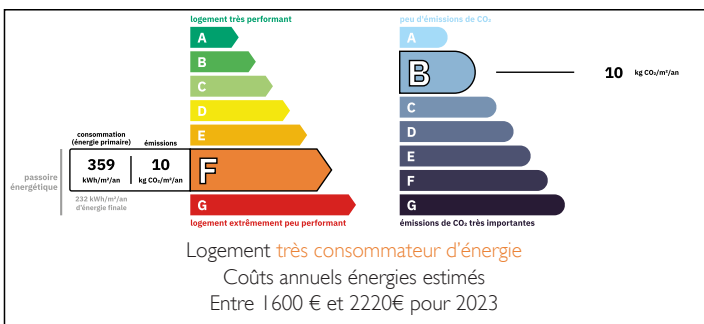 logement très performant
A
B
C
D
E
consommation
(énergie primaire)
émissions
passoire
énergétique
359
kWh/m²/an
10
kg CO₂/m²/an
F
232 kWh/m²/an
d'énergie finale
G
logement extrêmement peu performant
peu d'émissions de CO₂
A
B
10 kg CO₂/m²/an
C
D
E
F
G
émissions de CO₂ très importantes
Logement très consommateur d'énergie
Coûts annuels énergies estimés
Entre 1600 € et 2220€ pour 2023